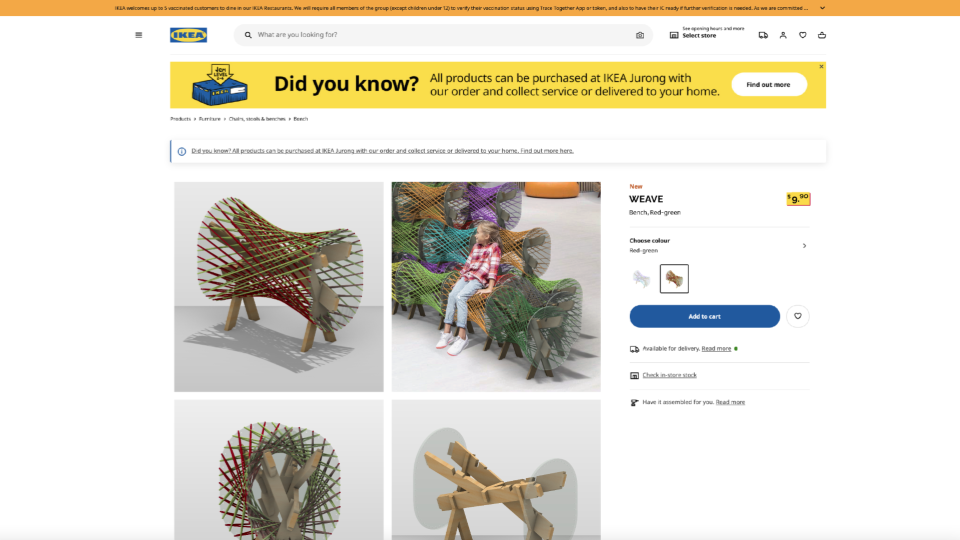 IKEA welcomes up to 5 vaccinated customers to dine in our IKEA Restaurants. We will require all members of the group (except children under 12) to verify their vaccination status using Trace Together App or token, and also to have their IC ready if further verification is needed. As we are committed ...
IKEA
What are you looking for?
See opening hours and more
Select store
Did you know?
All products can be purchased at IKEA Jurong with
our order and collect service or delivered to your home.
Find out more
Products > Furniture > Chairs, stools & benches > Bench
Did you know? All products can be purchased at IKEA Jurong with our order and collect service or delivered to your home. Find out more here.
New
WEAVE
$9.90
Bench, Red-green
Choose colour
Red-green
Add to cart
Available for delivery. Read more
Check in-store stock
Have it assembled for you. Read more